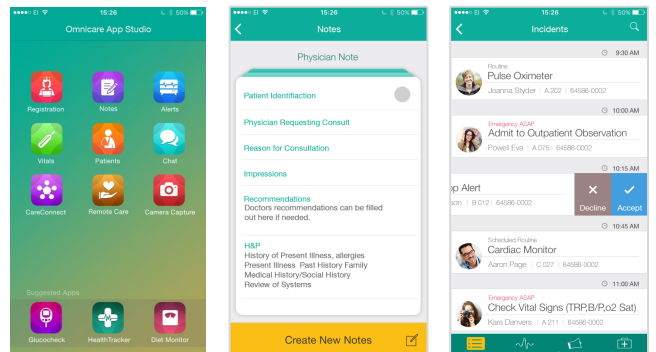 ●●●●○ EI 15:26 50%
Omnicare App Studio
Registration Notes Alerts
Vitals Patients Chat
CareConnect Remote Care Camera Capture
Suggested Apps
Glucocheck HealthTracker Diet Monitor
●●●●○ EI 15:26 50%
Notes
Physician Note
Patient Identifiaction
Physician Requesting Consult
Reason for Consultation
Impressions
Recommendations
Doctors recommendations can be filled
out here if needed.
H&P
History of Present Illness, allergies
Present Illness Past History Family
Medical History/Social History
Review of Systems
Create New Notes
●●●●○ EI 15:26 50%
Incidents
9:30 AM
Routine
Pulse Oximeter
Joanna Styder | A 202 | 64586-0002
10:00 AM
Emergency ASAP
Admit to Outpatient Observation
Powell Eva | A 075 | 64586-0002
10:15 AM
op Alert
son | B 012 | 64586-0002
Decline Accept
10:45 AM
Scheduled Routine
Cardiac Monitor
Aaron Page | C 027 | 64586-0002
11:00 AM
Emergency ASAP
Check Vital Signs (TRP,B/P,o2 Sat)
Kara Danvers | A 211 | 64586-0002